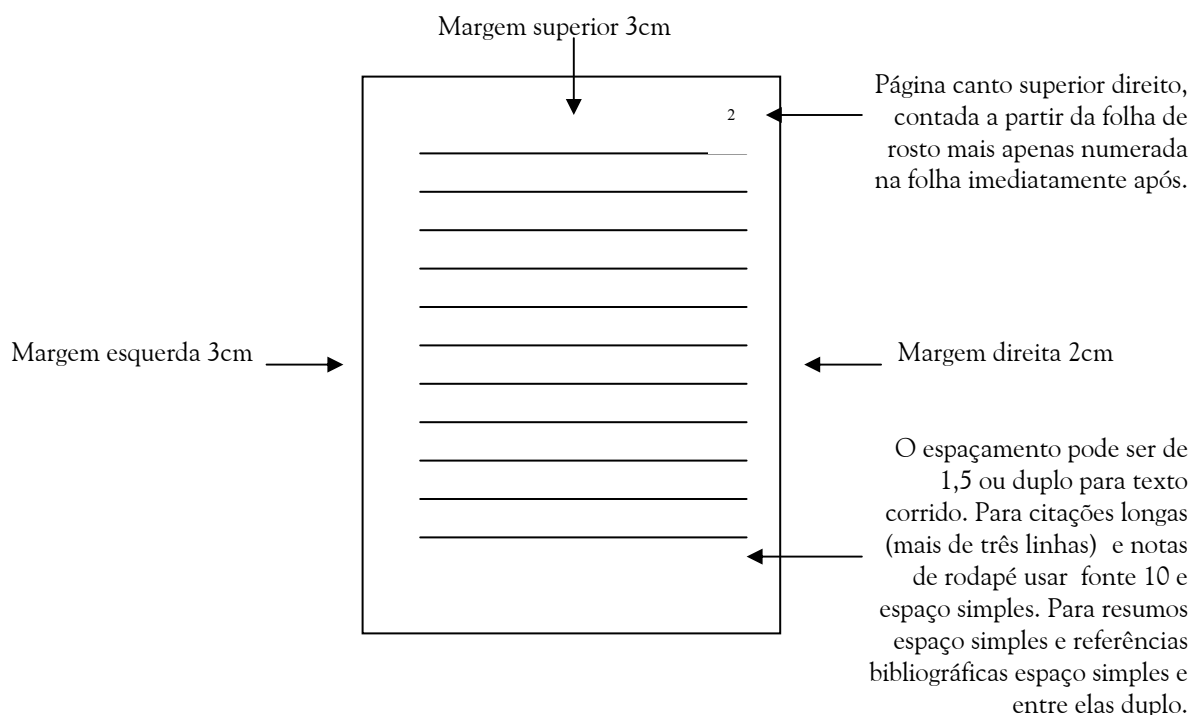 Margem superior 3cm
Página canto superior direito,
contada a partir da folha de
rosto mais apenas numerada
na folha imediatamente após.
2
Margem esquerda 3cm
Margem direita 2cm
O espaçamento pode ser de
1,5 ou duplo para texto
corrido. Para citações longas
(mais de três linhas)  e notas
de rodapé usar  fonte 10 e
espaço simples. Para resumos
espaço simples e referências
bibliográficas espaço simples e
entre elas duplo.